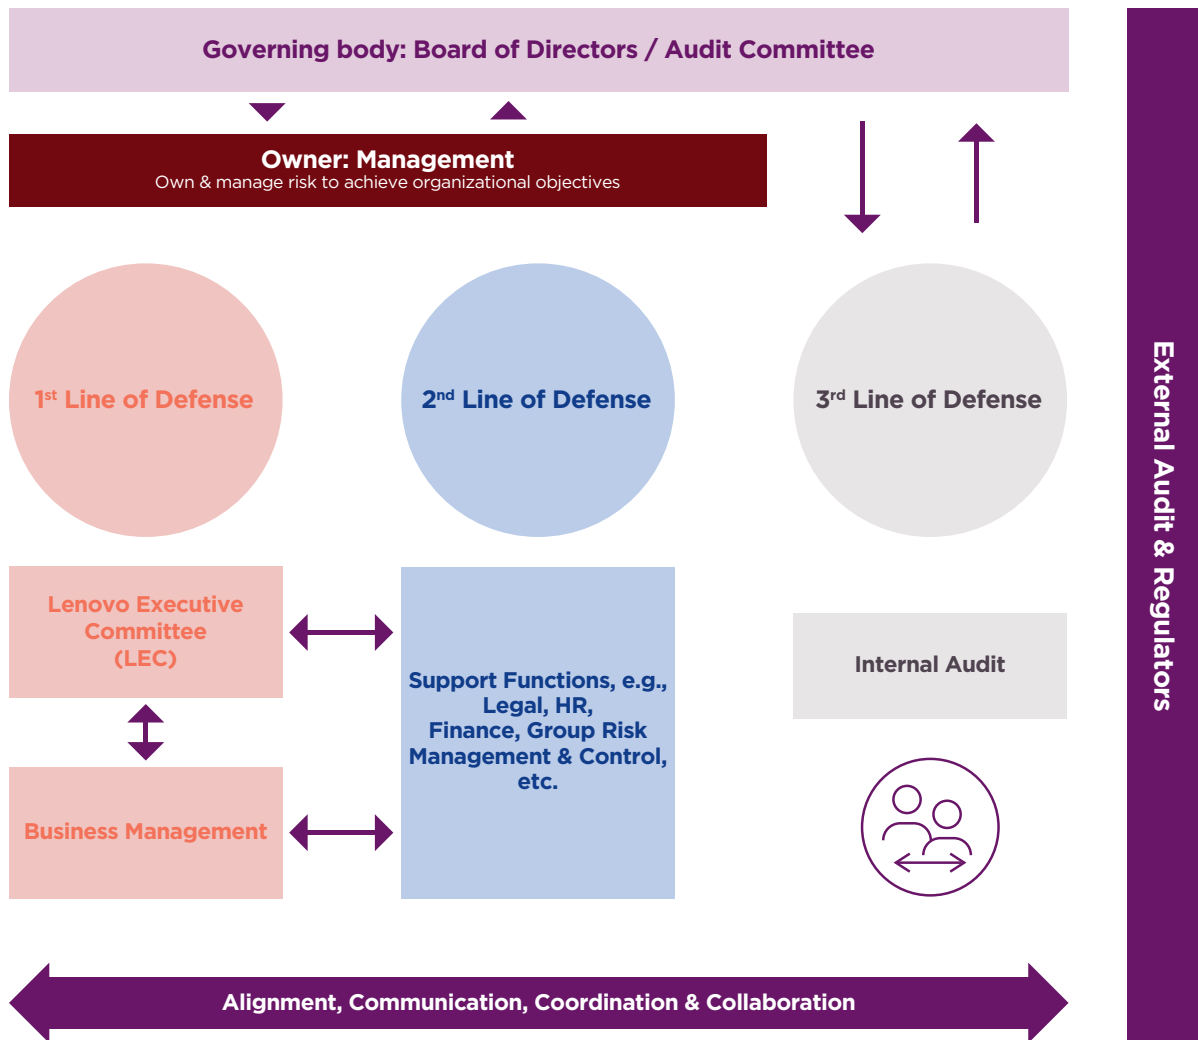 Governing body: Board of Directors / Audit Committee
Owner: Management
Own & manage risk to achieve organizational objectives
1st Line of Defense
2nd Line of Defense
3rd Line of Defense
Lenovo Executive
Committee
(LEC)
Business Management
Support Functions, e.g.,
Legal, HR,
Finance, Group Risk
Management & Control,
etc.
Internal Audit
Alignment, Communication, Coordination & Collaboration
External Audit & Regulators